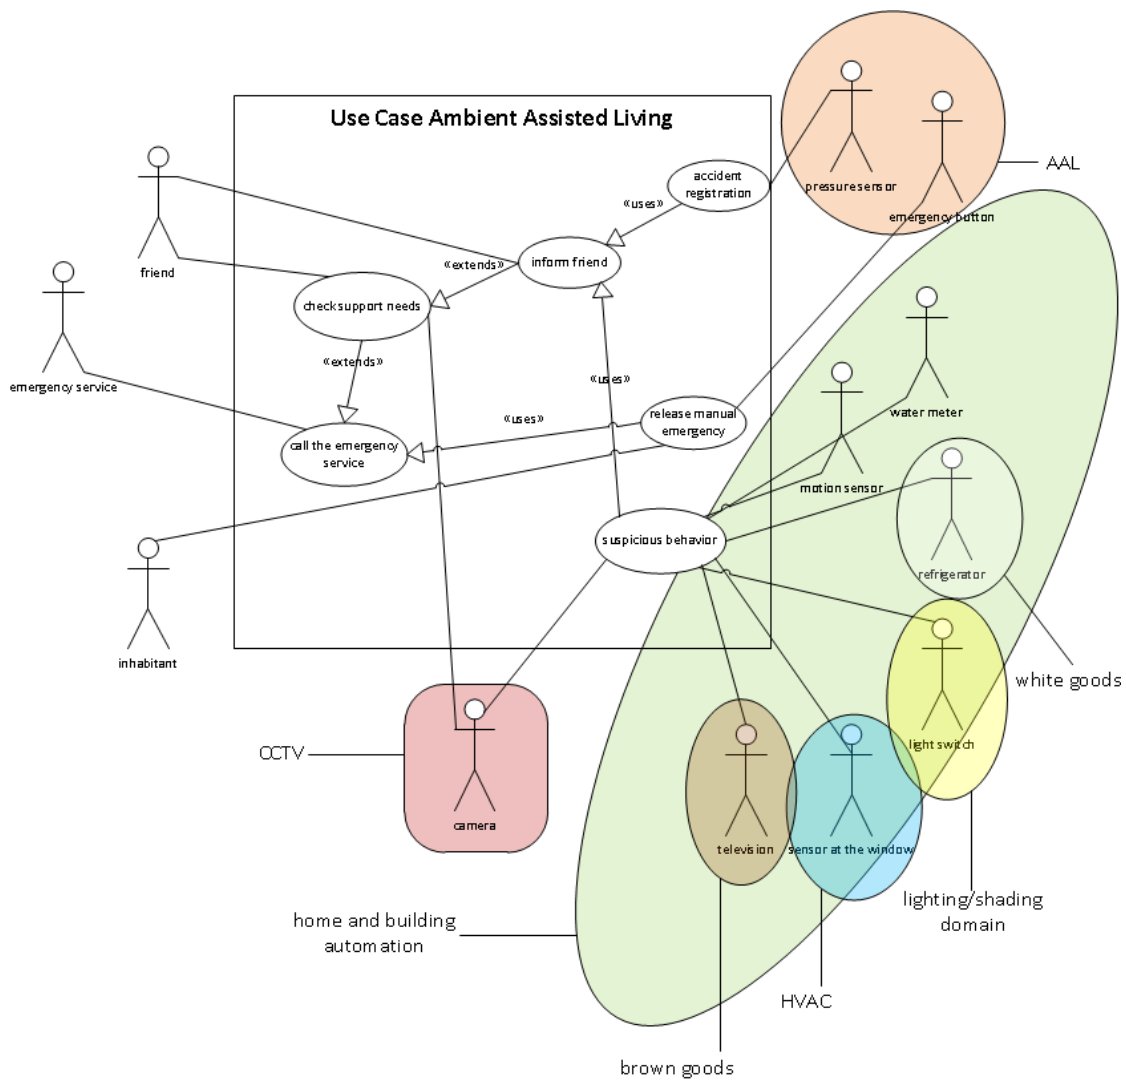 Use Case Ambient Assisted Living
accident
registration
pressure sensor
AAL
emergency button
«uses»
friend
inform friend
«extends»
check support needs
emergency service
«extends»
«uses»
water meter
release manual
emergency
«uses»
call the emergency
service
motion sensor
suspicious behavior
refrigerator
inhabitant
white goods
light switch
CCTV
camera
television
sensor at the window
lighting/shading
domain
home and building
automation
HVAC
brown goods